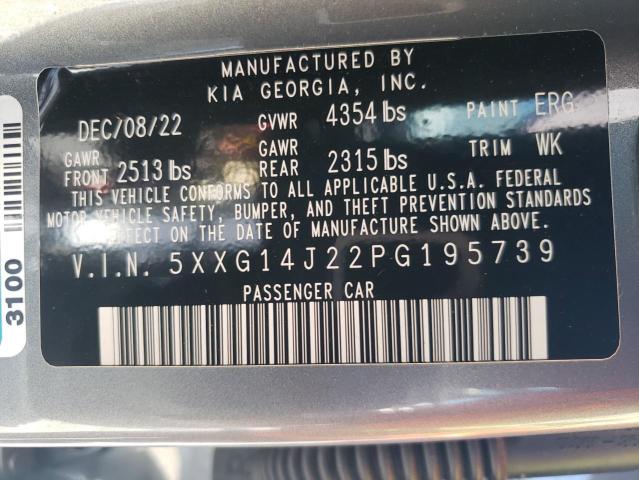 MANUFACTURED BY
KIA GEORGIA, INC.
DEC/08/22 GVWR 4354 lbs PAINT ERG
GAWR FRONT 2513 lbs GAWR REAR 2315 lbs TRIM WK
THIS VEHICLE CONFORMS TO ALL APPLICABLE U.S.A. FEDERAL
MOTOR VEHICLE SAFETY, BUMPER, AND THEFT PREVENTION STANDARDS
IN EFFECT ON THE DATE OF MANUFACTURE SHOWN ABOVE.
V.I.N. 5XXG14J22PG195739
PASSENGER CAR
3100